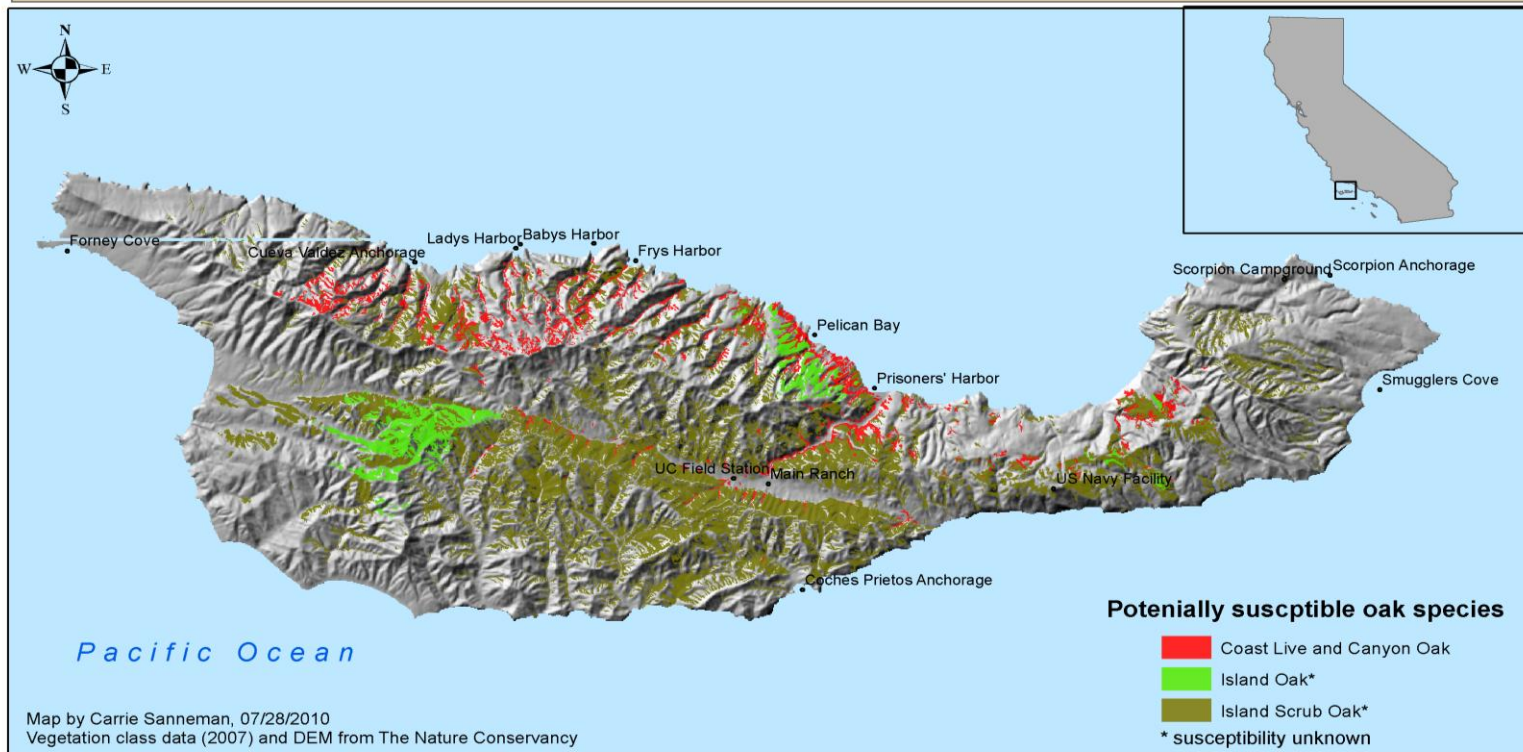 N
W E
S
Forney Cove
Cueva Valdez Anchorage
Ladys Harbor
Babys Harbor
Frys Harbor
Pelican Bay
Prisoners' Harbor
Scorpion Campground
Scorpion Anchorage
Smugglers Cove
UC Field Station
Main Ranch
US Navy Facility
Coches Prietos Anchorage
Pacific Ocean
Map by Carrie Sanneman, 07/28/2010
Vegetation class data (2007) and DEM from The Nature Conservancy
Potenially suscptible oak species
Coast Live and Canyon Oak
Island Oak*
Island Scrub Oak*
* susceptibility unknown